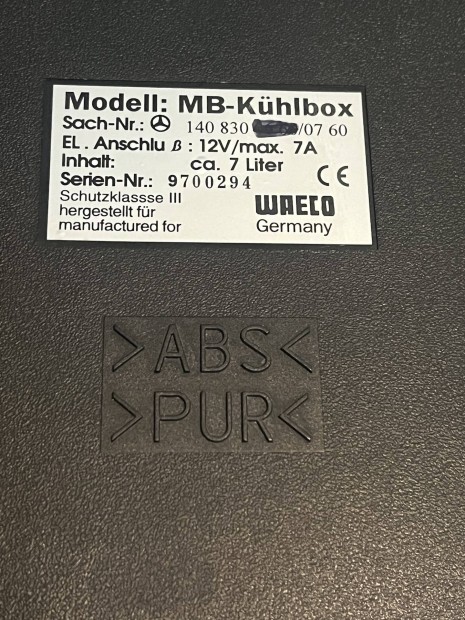 Modell: MB-Kühlbox
Sach-Nr.: 140 830 /07 60
EL. Anschlu ß : 12V/max. 7A
Inhalt: ca. 7 Liter
Serien-Nr.: 9700294 CE
Schutzklassse III
hergestellt für WAECO
manufactured for Germany
>ABS<
>PUR<